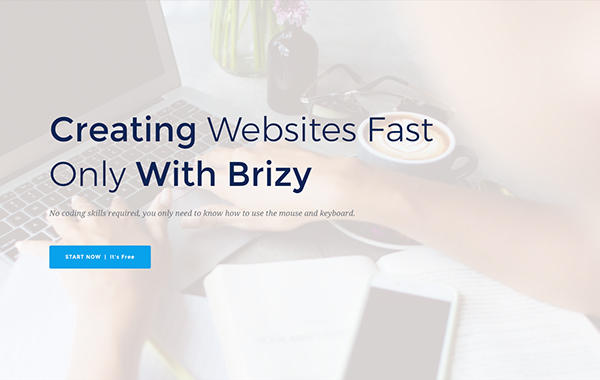 Creating Websites Fast
Only With Brizy
No coding skills required, you only need to know how to use the mouse and keyboard.
START NOW | It's Free